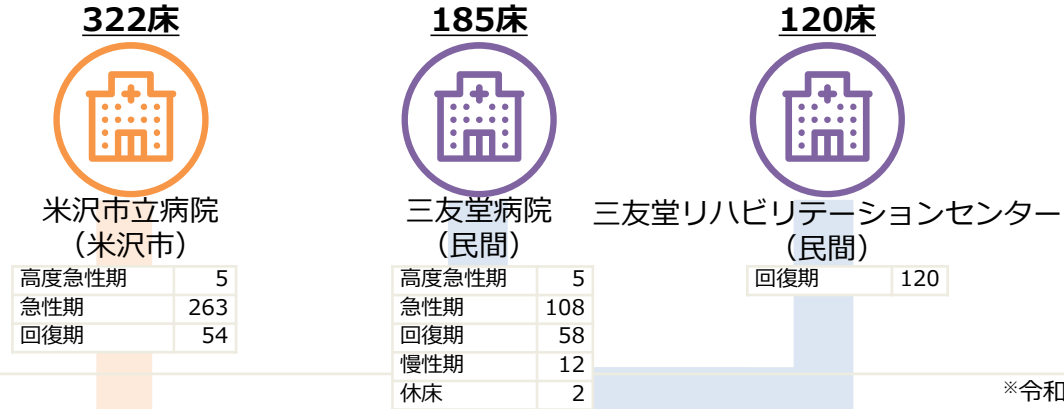 322床
185床
120床
米沢市立病院
（米沢市）
三友堂病院
（民間）
三友堂リハビリテーションセンター
（民間）
高度急性期 5
急性期 263
回復期 54
高度急性期 5
急性期 108
回復期 58
慢性期 12
休床 2
回復期 120
※令和